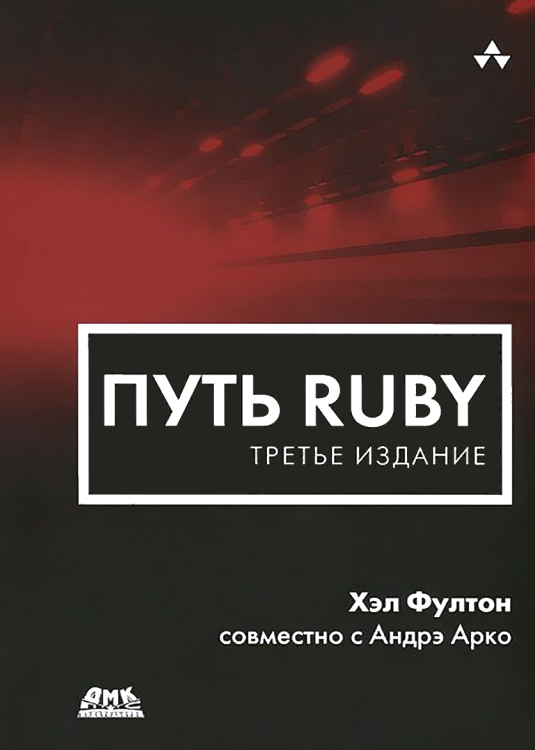 ПУТЬ RUBY
ТРЕТЬЕ ИЗДАНИЕ
Хэл Фултон
совместно с Андрэ Арко
ДМК